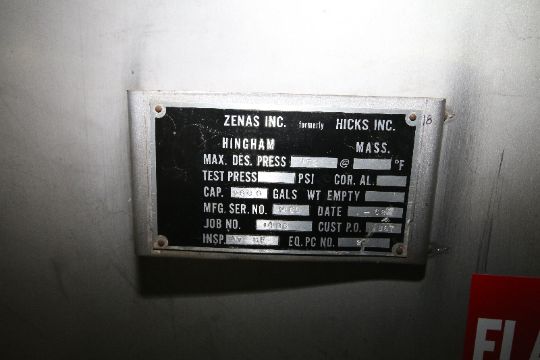 ZENAS INC. formerly HICKS INC.
HINGHAM MASS.
MAX. DES. PRESS @ °F
TEST PRESS PSI COR. AL.
CAP. GALS WT EMPTY
MFG. SER. NO. DATE
JOB NO. CUST P.O.
INSP. EQ. PC NO.